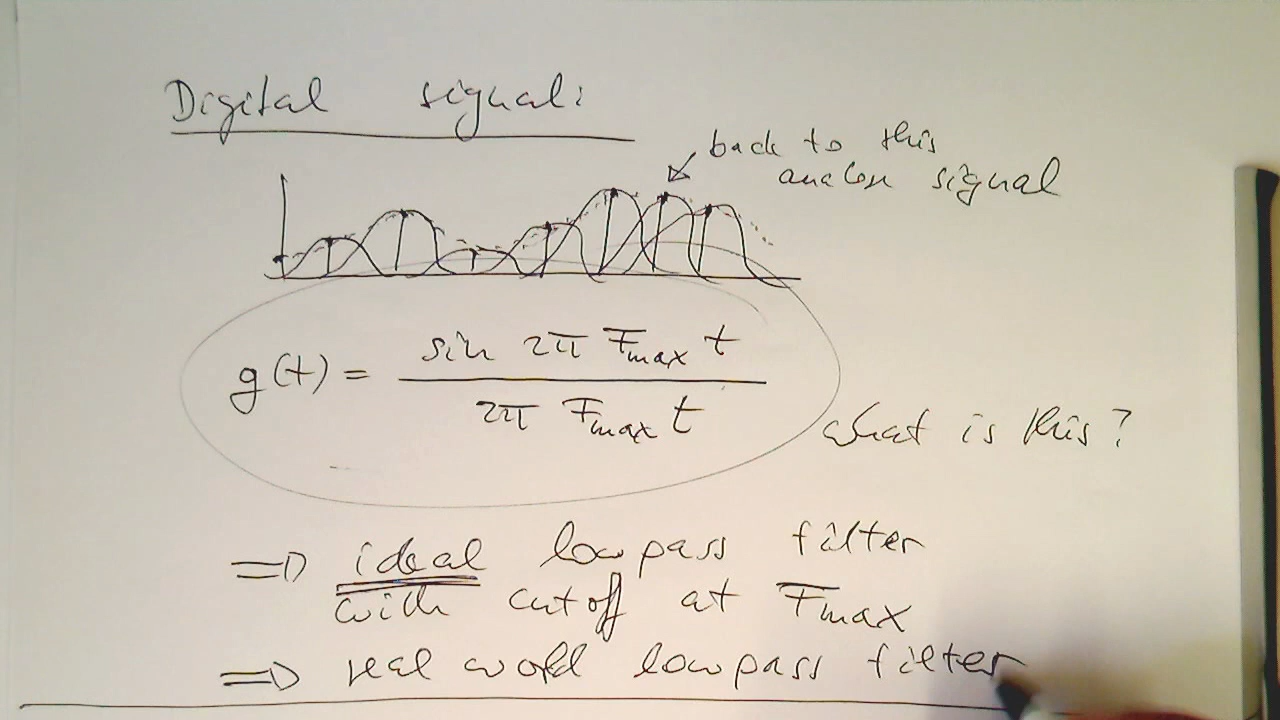 Digital signal:
back to this
analog signal
g(t) = sin 2π Fmax t / 2π Fmax t
what is this?
⇒ ideal lowpass filter
with cutoff at Fmax
⇒ real world lowpass filter